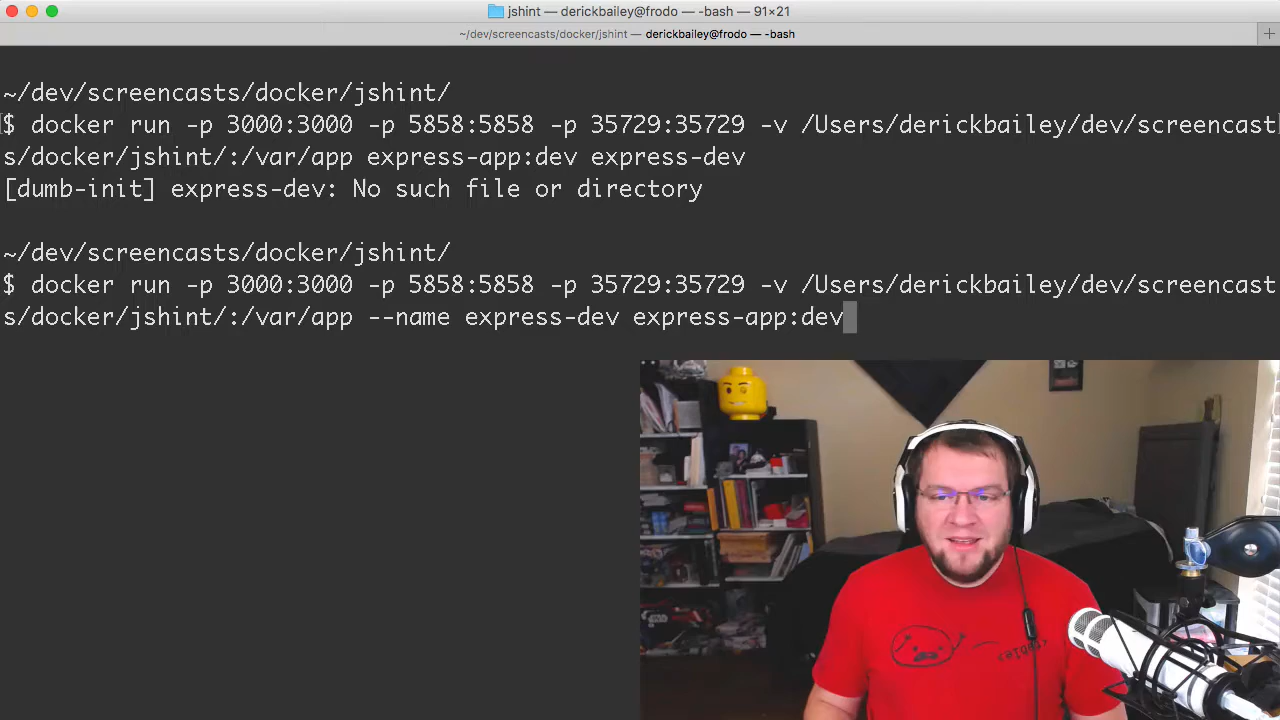 jshint — derickbailey@frodo — -bash — 91×21
~/dev/screencasts/docker/jshint — derickbailey@frodo — -bash
~/dev/screencasts/docker/jshint/
$ docker run -p 3000:3000 -p 5858:5858 -p 35729:35729 -v /Users/derickbailey/dev/screencast
s/docker/jshint/:/var/app express-app:dev express-dev
[dumb-init] express-dev: No such file or directory
~/dev/screencasts/docker/jshint/
$ docker run -p 3000:3000 -p 5858:5858 -p 35729:35729 -v /Users/derickbailey/dev/screencast
s/docker/jshint/:/var/app --name express-dev express-app:dev